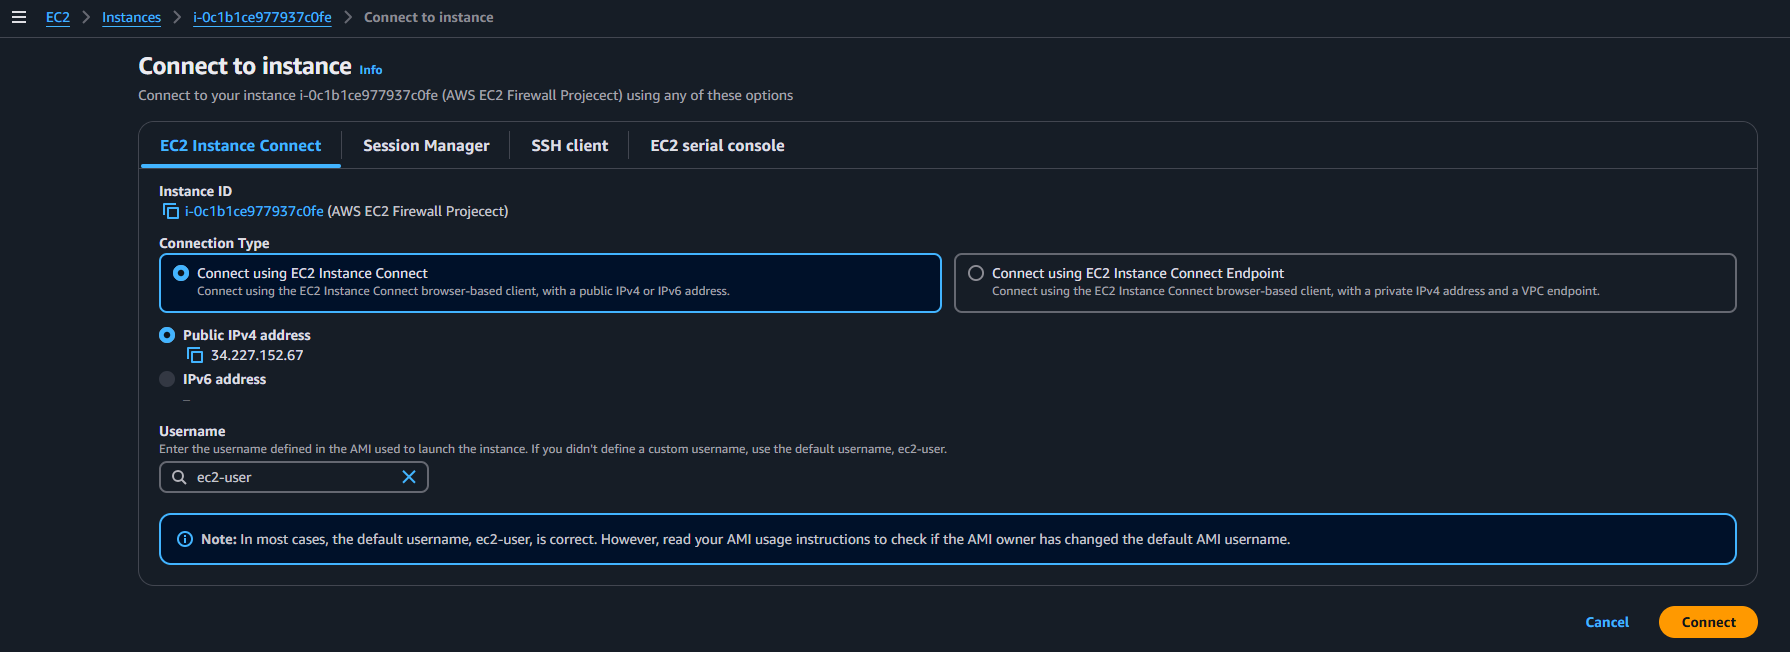 EC2 > Instances > i-0c1b1ce977937c0fe > Connect to instance
Connect to instance Info
Connect to your instance i-0c1b1ce977937c0fe (AWS EC2 Firewall Projecect) using any of these options
EC2 Instance Connect Session Manager SSH client EC2 serial console
Instance ID
i-0c1b1ce977937c0fe (AWS EC2 Firewall Projecect)
Connection Type
Connect using EC2 Instance Connect
Connect using the EC2 Instance Connect browser-based client, with a public IPv4 or IPv6 address.
Connect using EC2 Instance Connect Endpoint
Connect using the EC2 Instance Connect browser-based client, with a private IPv4 address and a VPC endpoint.
Public IPv4 address
34.227.152.67
IPv6 address
–
Username
Enter the username defined in the AMI used to launch the instance. If you didn't define a custom username, use the default username, ec2-user.
ec2-user
Note: In most cases, the default username, ec2-user, is correct. However, read your AMI usage instructions to check if the AMI owner has changed the default AMI username.
Cancel Connect